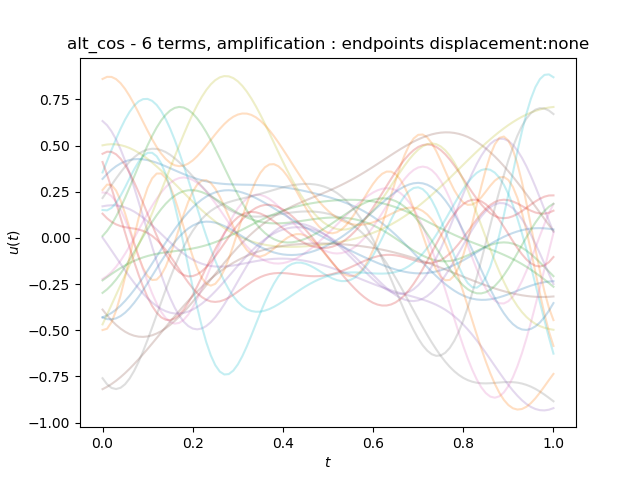 alt_cos - 6 terms, amplification : endpoints displacement:none
0.75
0.50
0.25
0.00
−0.25
−0.50
−0.75
−1.00
u(t)
0.0 0.2 0.4 0.6 0.8 1.0
t